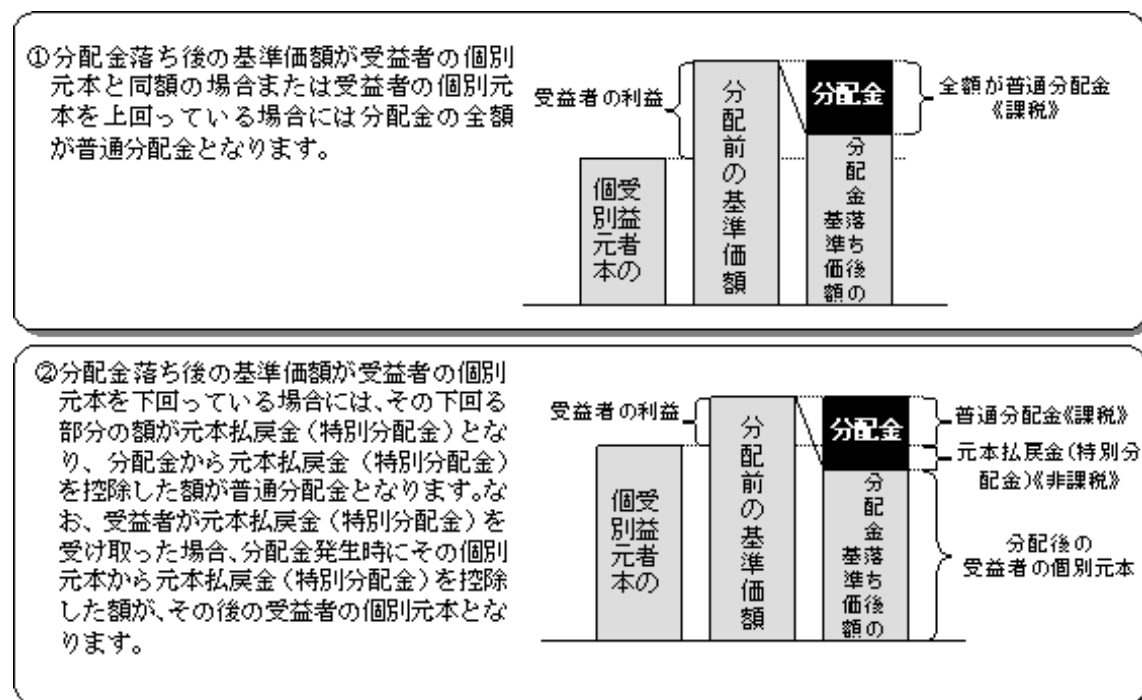 ①分配金落ち後の基準価額が受益者の個別
元本と同額の場合または受益者の個別元
本を上回っている場合には分配金の全額
が普通分配金となります。
受益者の利益
個別元本
受益者の
分配前の基準価額
分配金
分配金落ち後の
基準価額
全額が普通分配金
《課税》
②分配金落ち後の基準価額が受益者の個別
元本を下回っている場合には、その下回る
部分の額が元本払戻金（特別分配金）とな
り、分配金から元本払戻金（特別分配金）
を控除した額が普通分配金となります。な
お、受益者が元本払戻金（特別分配金）を
受け取った場合、分配金発生時にその個別
元本から元本払戻金（特別分配金）を控除
した額が、その後の受益者の個別元本とな
ります。
受益者の利益
受益者の
個別元本
分配前の基準価額
分配金
分配金落ち後の
基準価額
普通分配金《課税》
元本払戻金（特別分
配金）《非課税》
分配後の
受益者の個別元本